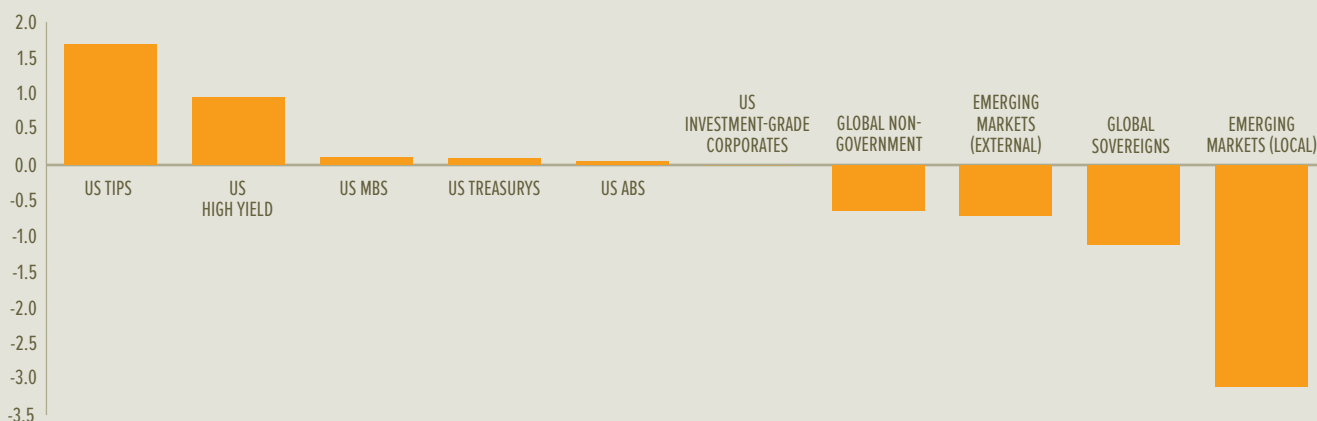 2.0
1.5
1.0
0.5
0.0
-0.5
-1.0
-1.5
-2.0
-2.5
-3.0
-3.5
US TIPS
US
HIGH YIELD
US MBS
US TREASURYS
US ABS
US
INVESTMENT-GRADE
CORPORATES
GLOBAL NON-
GOVERNMENT
EMERGING
MARKETS
(EXTERNAL)
GLOBAL
SOVEREIGNS
EMERGING
MARKETS (LOCAL)